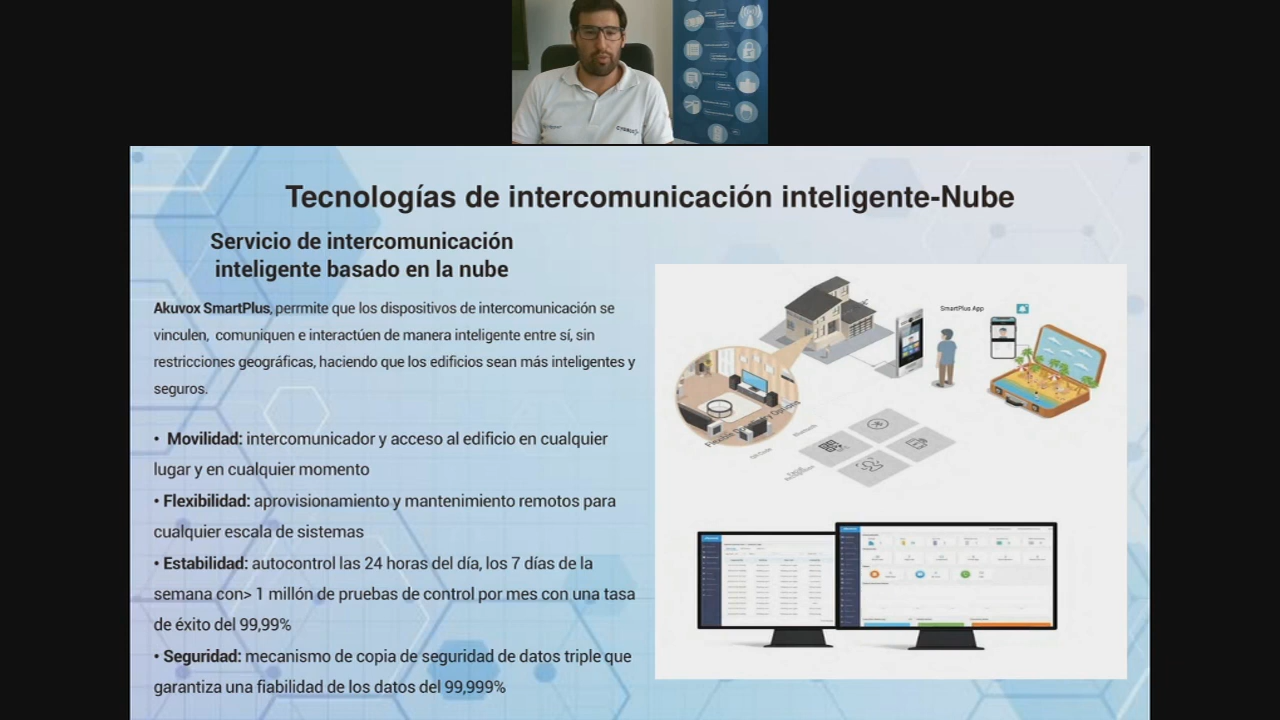 Tecnologías de intercomunicación inteligente-Nube
Servicio de intercomunicación
inteligente basado en la nube
Akuvox SmartPlus, perrmite que los dispositivos de intercomunicación se
vinculen, comuniquen e interactúen de manera inteligente entre sí, sin
restricciones geográficas, haciendo que los edificios sean más inteligentes y
seguros.
• Movilidad: intercomunicador y acceso al edificio en cualquier
lugar y en cualquier momento
• Flexibilidad: aprovisionamiento y mantenimiento remotos para
cualquier escala de sistemas
• Estabilidad: autocontrol las 24 horas del día, los 7 días de la
semana con> 1 millón de pruebas de control por mes con una tasa
de éxito del 99,99%
• Seguridad: mecanismo de copia de seguridad de datos triple que
garantiza una fiabilidad de los datos del 99,999%
SmartPlus App
Bluetooth
QR Code